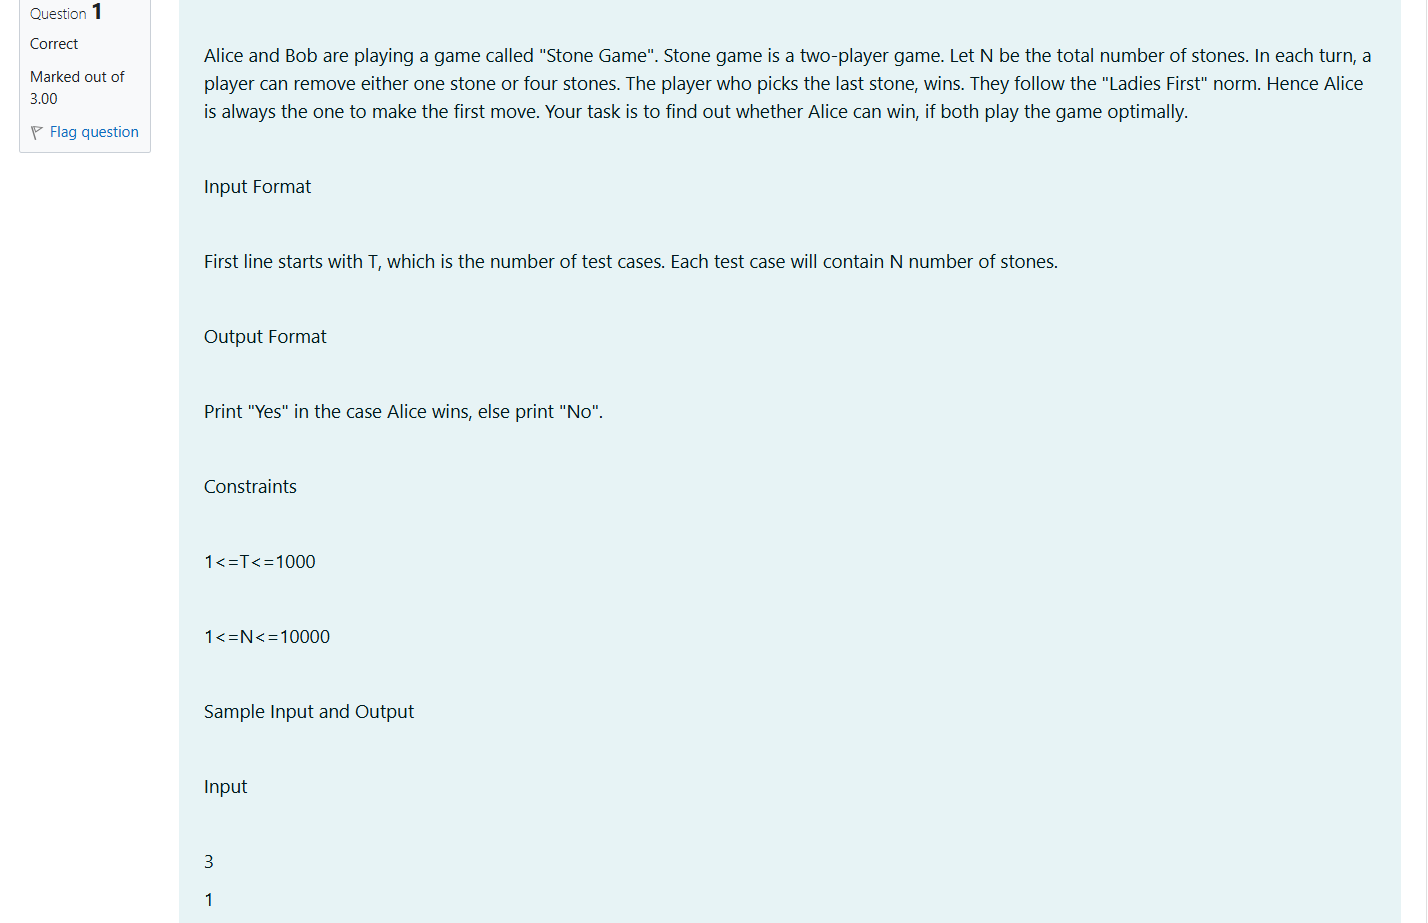 Question 1
Correct
Marked out of
3.00
Flag question
Alice and Bob are playing a game called "Stone Game". Stone game is a two-player game. Let N be the total number of stones. In each turn, a
player can remove either one stone or four stones. The player who picks the last stone, wins. They follow the "Ladies First" norm. Hence Alice
is always the one to make the first move. Your task is to find out whether Alice can win, if both play the game optimally.
Input Format
First line starts with T, which is the number of test cases. Each test case will contain N number of stones.
Output Format
Print "Yes" in the case Alice wins, else print "No".
Constraints
1<=T<=1000
1<=N<=10000
Sample Input and Output
Input
3
1